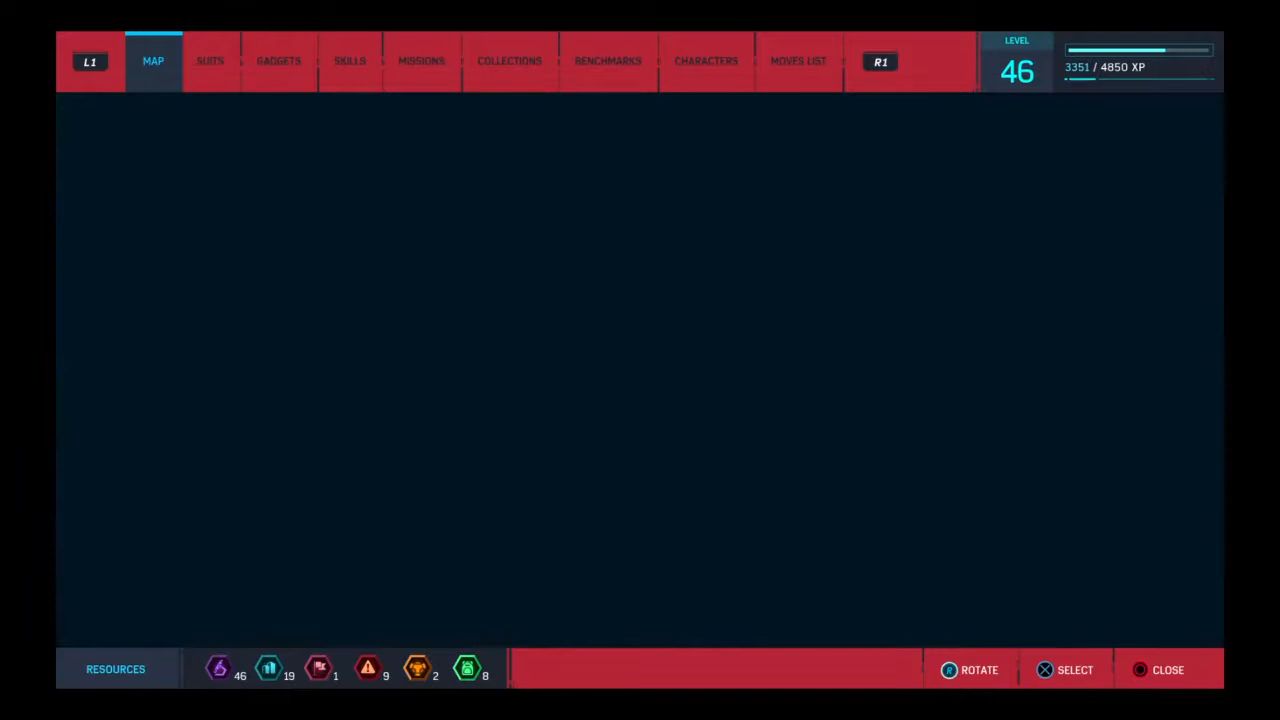 L1 MAP SUITS GADGETS SKILLS MISSIONS COLLECTIONS BENCHMARKS CHARACTERS MOVES LIST R1
LEVEL
46
3351 / 4850 XP
RESOURCES 46 19 1 9 2 8 R ROTATE SELECT CLOSE